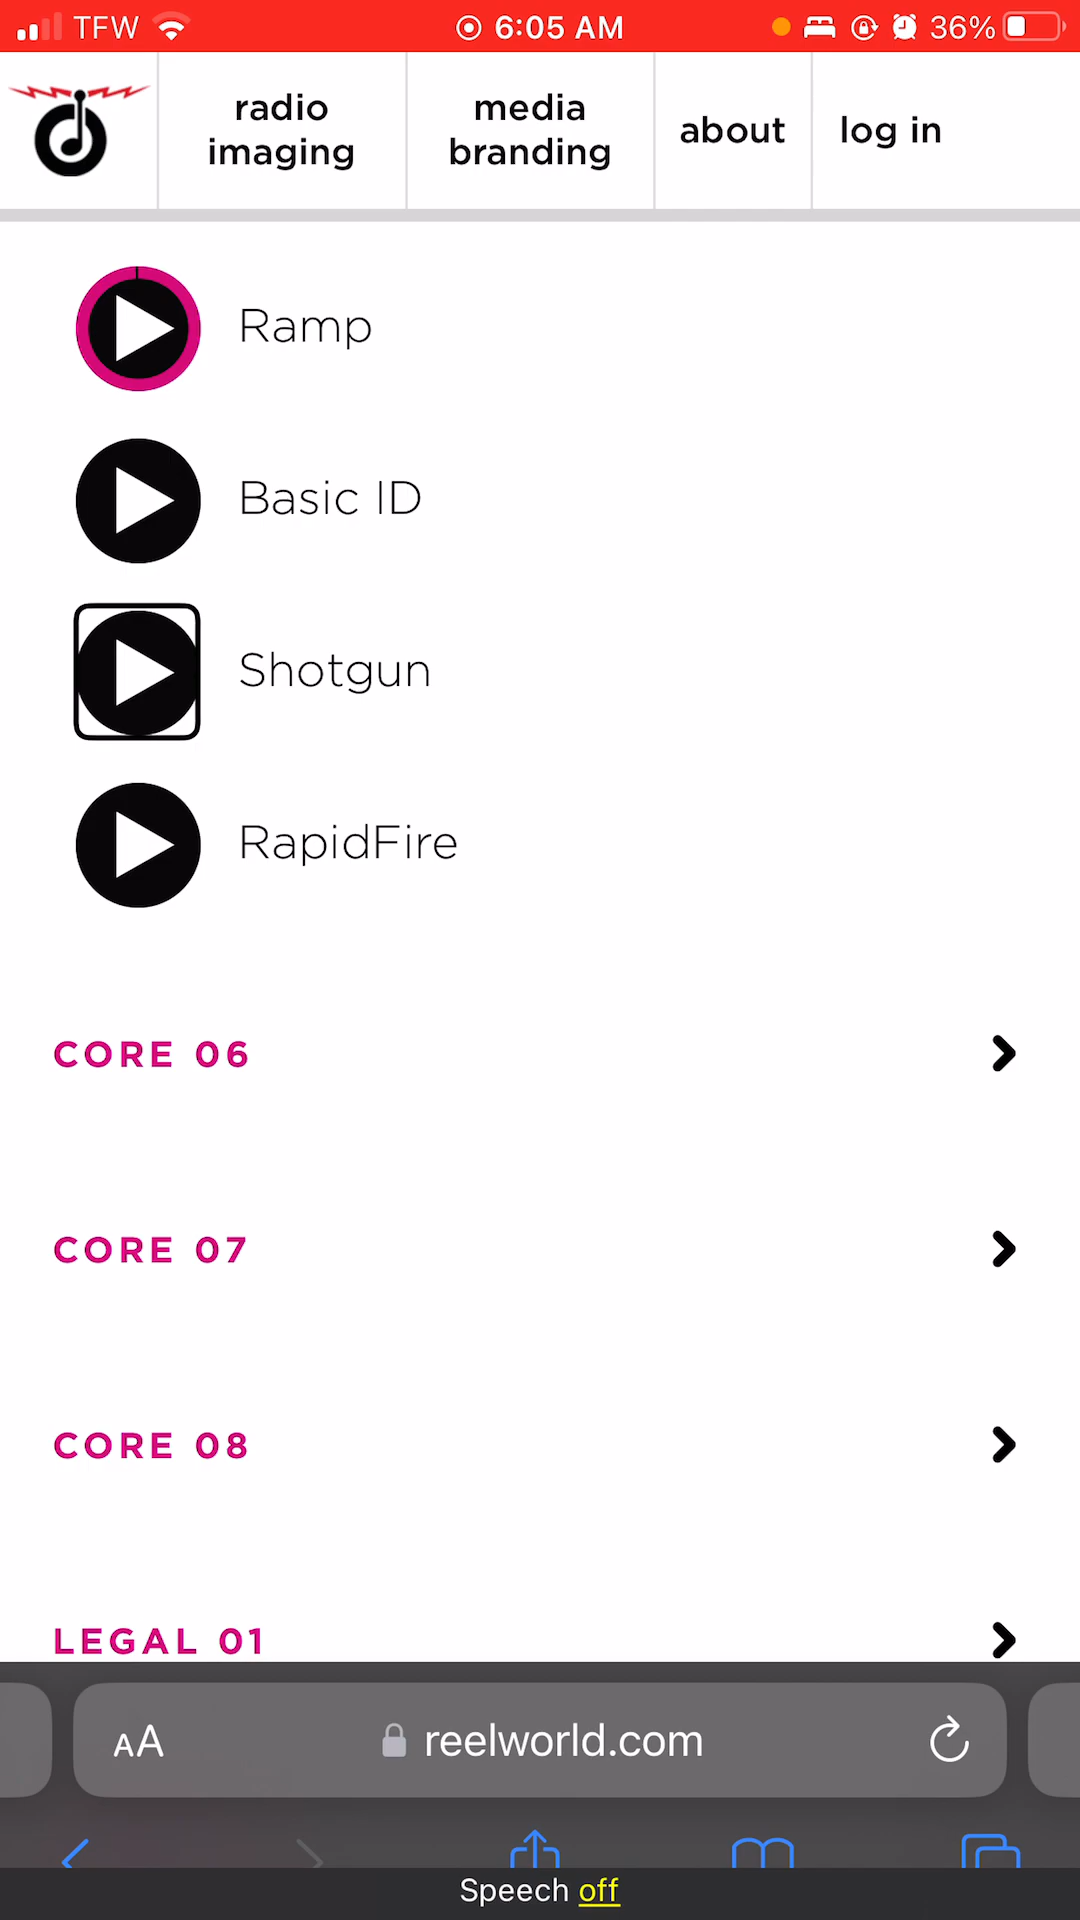 TFW 6:05 AM 36%
radio imaging
media branding
about
log in
Ramp
Basic ID
Shotgun
RapidFire
CORE 06
CORE 07
CORE 08
LEGAL 01
AA reelworld.com
Speech off